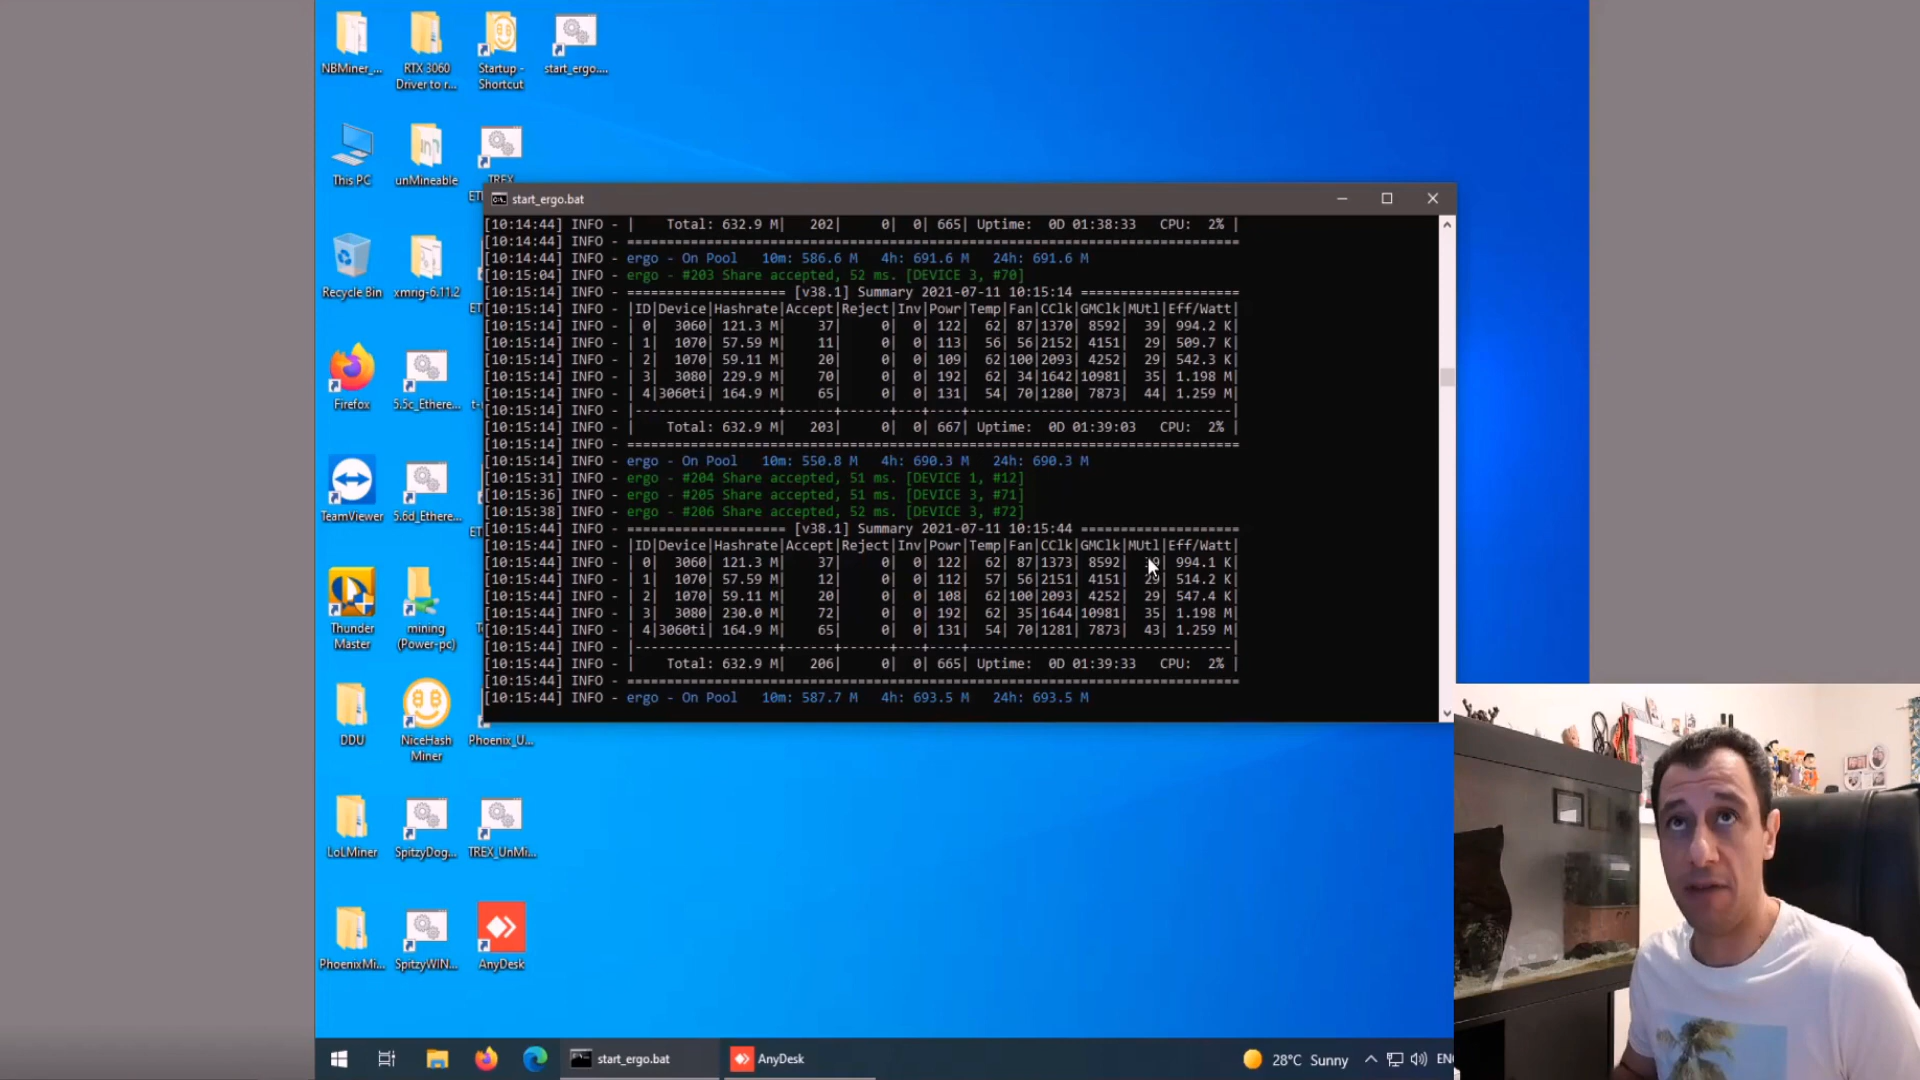 NBMiner_...
RTX 3060
Driver to r...
Startup -
Shortcut
start_ergo....
This PC
unMineable
TREX
Recycle Bin
xmrig-6.11.2
Firefox
5.5c_Ethere...
TeamViewer
5.6d_Ethere...
Thunder
Master
mining
(Power-pc)
DDU
NiceHash
Miner
Phoenix_U...
LoLMiner
SpitzyDog...
TREX_UnMi...
PhoenixMi...
SpitzyWIN...
AnyDesk
start_ergo.bat
[10:14:44] INFO - |    Total: 632.9 M|   202|     0|  0| 665| Uptime:  0D 01:38:33   CPU:  2% |
[10:14:44] INFO - ============================================================================
[10:14:44] INFO - ergo - On Pool   10m: 586.6 M   4h: 691.6 M   24h: 691.6 M
[10:15:04] INFO - ergo - #203 Share accepted, 52 ms. [DEVICE 3, #70]
[10:15:14] INFO - ==================== [v38.1] Summary 2021-07-11 10:15:14 ====================
[10:15:14] INFO - |ID|Device|Hashrate|Accept|Reject|Inv|Powr|Temp|Fan|CClk|GMClk|MUtl|Eff/Watt|
[10:15:14] INFO - | 0|  3060| 121.3 M|    37|     0|  0| 122|  62| 87|1370| 8592|  39| 994.2 K|
[10:15:14] INFO - | 1|  1070| 57.59 M|    11|     0|  0| 113|  56| 56|2152| 4151|  29| 509.7 K|
[10:15:14] INFO - | 2|  1070| 59.11 M|    20|     0|  0| 109|  62|100|2093| 4252|  29| 542.3 K|
[10:15:14] INFO - | 3|  3080| 229.9 M|    70|     0|  0| 192|  62| 34|1642|10981|  35| 1.198 M|
[10:15:14] INFO - | 4|3060ti| 164.9 M|    65|     0|  0| 131|  54| 70|1280| 7873|  44| 1.259 M|
[10:15:14] INFO - |------------------+------+------+---+----+---------------------------------|
[10:15:14] INFO - |    Total: 632.9 M|   203|     0|  0| 667| Uptime:  0D 01:39:03   CPU:  2% |
[10:15:14] INFO - ============================================================================
[10:15:14] INFO - ergo - On Pool   10m: 550.8 M   4h: 690.3 M   24h: 690.3 M
[10:15:31] INFO - ergo - #204 Share accepted, 51 ms. [DEVICE 1, #12]
[10:15:36] INFO - ergo - #205 Share accepted, 51 ms. [DEVICE 3, #71]
[10:15:38] INFO - ergo - #206 Share accepted, 52 ms. [DEVICE 3, #72]
[10:15:44] INFO - ==================== [v38.1] Summary 2021-07-11 10:15:44 ====================
[10:15:44] INFO - |ID|Device|Hashrate|Accept|Reject|Inv|Powr|Temp|Fan|CClk|GMClk|MUtl|Eff/Watt|
[10:15:44] INFO - | 0|  3060| 121.3 M|    37|     0|  0| 122|  62| 87|1373| 8592|  39| 994.1 K|
[10:15:44] INFO - | 1|  1070| 57.59 M|    12|     0|  0| 112|  57| 56|2151| 4151|  29| 514.2 K|
[10:15:44] INFO - | 2|  1070| 59.11 M|    20|     0|  0| 108|  62|100|2093| 4252|  29| 547.4 K|
[10:15:44] INFO - | 3|  3080| 230.0 M|    72|     0|  0| 192|  62| 35|1644|10981|  35| 1.198 M|
[10:15:44] INFO - | 4|3060ti| 164.9 M|    65|     0|  0| 131|  54| 70|1281| 7873|  43| 1.259 M|
[10:15:44] INFO - |------------------+------+------+---+----+---------------------------------|
[10:15:44] INFO - |    Total: 632.9 M|   206|     0|  0| 665| Uptime:  0D 01:39:33   CPU:  2% |
[10:15:44] INFO - ============================================================================
[10:15:44] INFO - ergo - On Pool   10m: 587.7 M   4h: 693.5 M   24h: 693.5 M
start_ergo.bat
AnyDesk
28°C Sunny